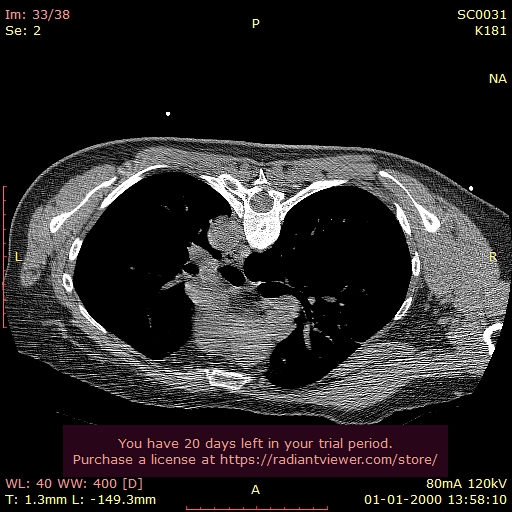 Im: 33/38
Se: 2
P
SC0031
K181
NA
L
R
You have 20 days left in your trial period.
Purchase a license at https://radiantviewer.com/store/
WL: 40 WW: 400 [D]
T: 1.3mm L: -149.3mm
A
80mA 120kV
01-01-2000 13:58:10